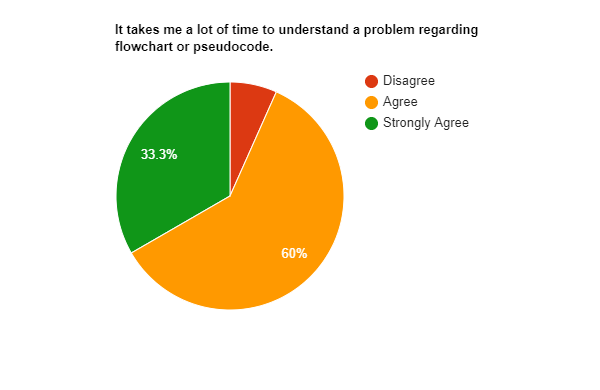 It takes me a lot of time to understand a problem regarding
flowchart or pseudocode.
Disagree
Agree
Strongly Agree
33.3%
60%